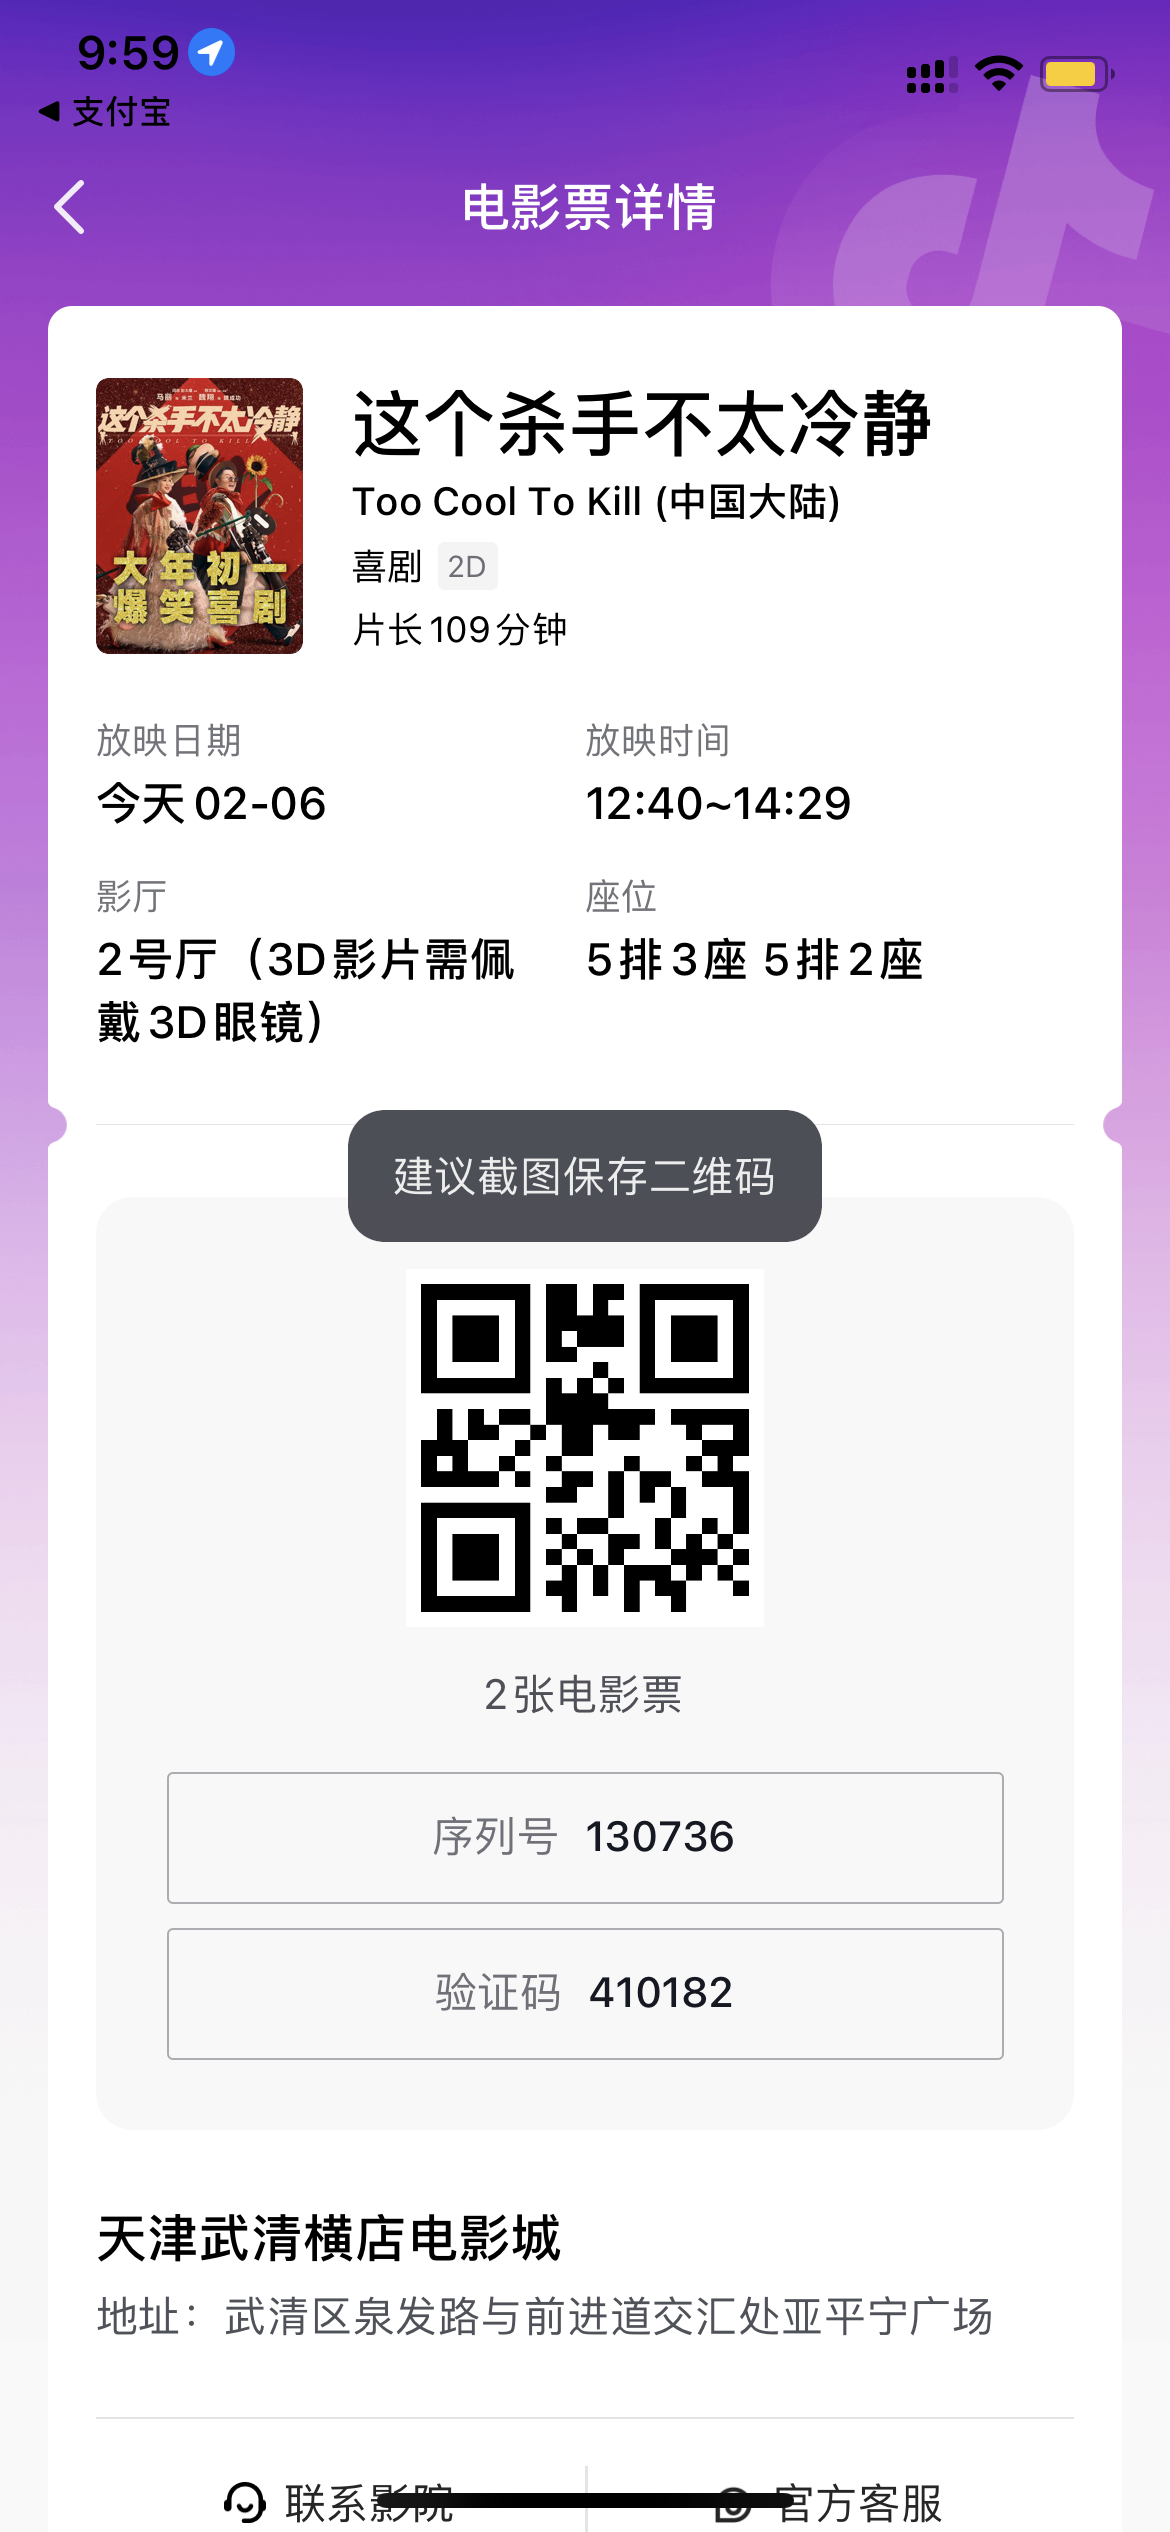 9:59
支付宝
电影票详情
马丽
魏翔
这个杀手不太冷静
TOO COOL TO KILL
大年初一
爆笑喜剧
这个杀手不太冷静
Too Cool To Kill (中国大陆)
喜剧 2D
片长109分钟
放映日期 放映时间
今天02-06 12:40~14:29
影厅 座位
2号厅（3D影片需佩 5排3座 5排2座
戴3D眼镜）
建议截图保存二维码
2张电影票
序列号 130736
验证码 410182
天津武清横店电影城
地址：武清区泉发路与前进道交汇处亚平宁广场
联系影院 官方客服